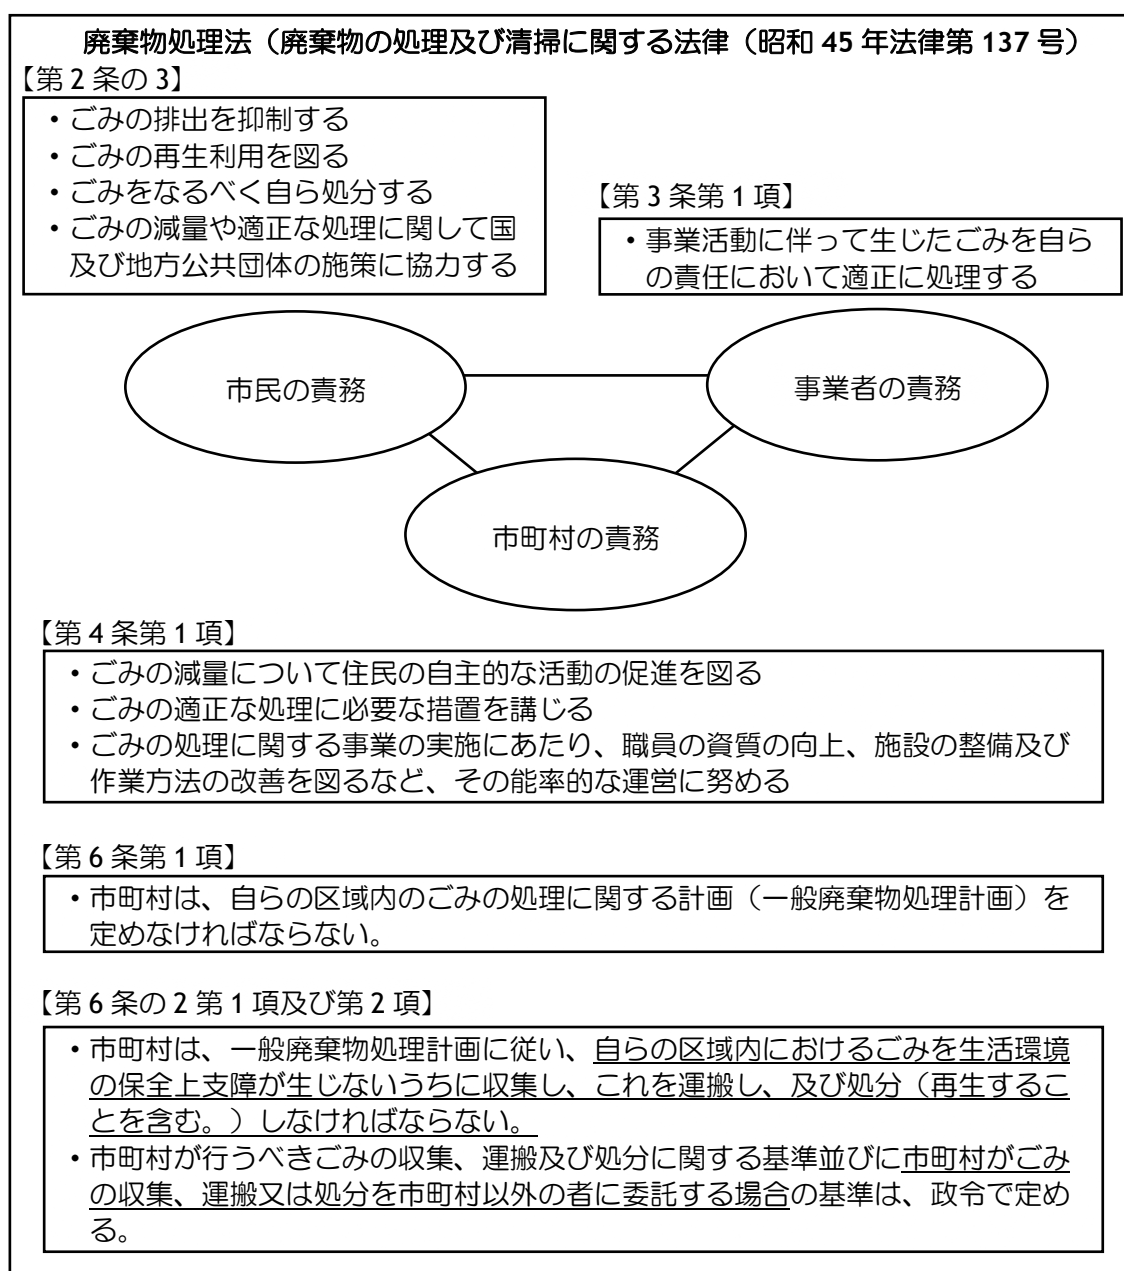 廃棄物処理法(廃棄物の処理及び清掃に関する法律(昭和 45 年法律第 137 号)
【第 2 条の 3】
・ごみの排出を抑制する
・ごみの再生利用を図る
・ごみをなるべく自ら処分する
・ごみの減量や適正な処理に関して国
及び地方公共団体の施策に協力する
【第 3 条第 1 項】
・事業活動に伴って生じたごみを自ら
の責任において適正に処理する
市民の責務
事業者の責務
市町村の責務
【第 4 条第 1 項】
・ごみの減量について住民の自主的な活動の促進を図る
・ごみの適正な処理に必要な措置を講じる
・ごみの処理に関する事業の実施にあたり、職員の資質の向上、施設の整備及び
作業方法の改善を図るなど、その能率的な運営に努める
【第 6 条第 1 項】
・市町村は、自らの区域内のごみの処理に関する計画(一般廃棄物処理計画)を
定めなければならない。
【第 6 条の 2 第 1 項及び第 2 項】
・市町村は、一般廃棄物処理計画に従い、自らの区域内におけるごみを生活環境
の保全上支障が生じないうちに収集し、これを運搬し、及び処分(再生するこ
とを含む。)しなければならない。
・市町村が行うべきごみの収集、運搬及び処分に関する基準並びに市町村がごみ
の収集、運搬又は処分を市町村以外の者に委託する場合の基準は、政令で定め
る。